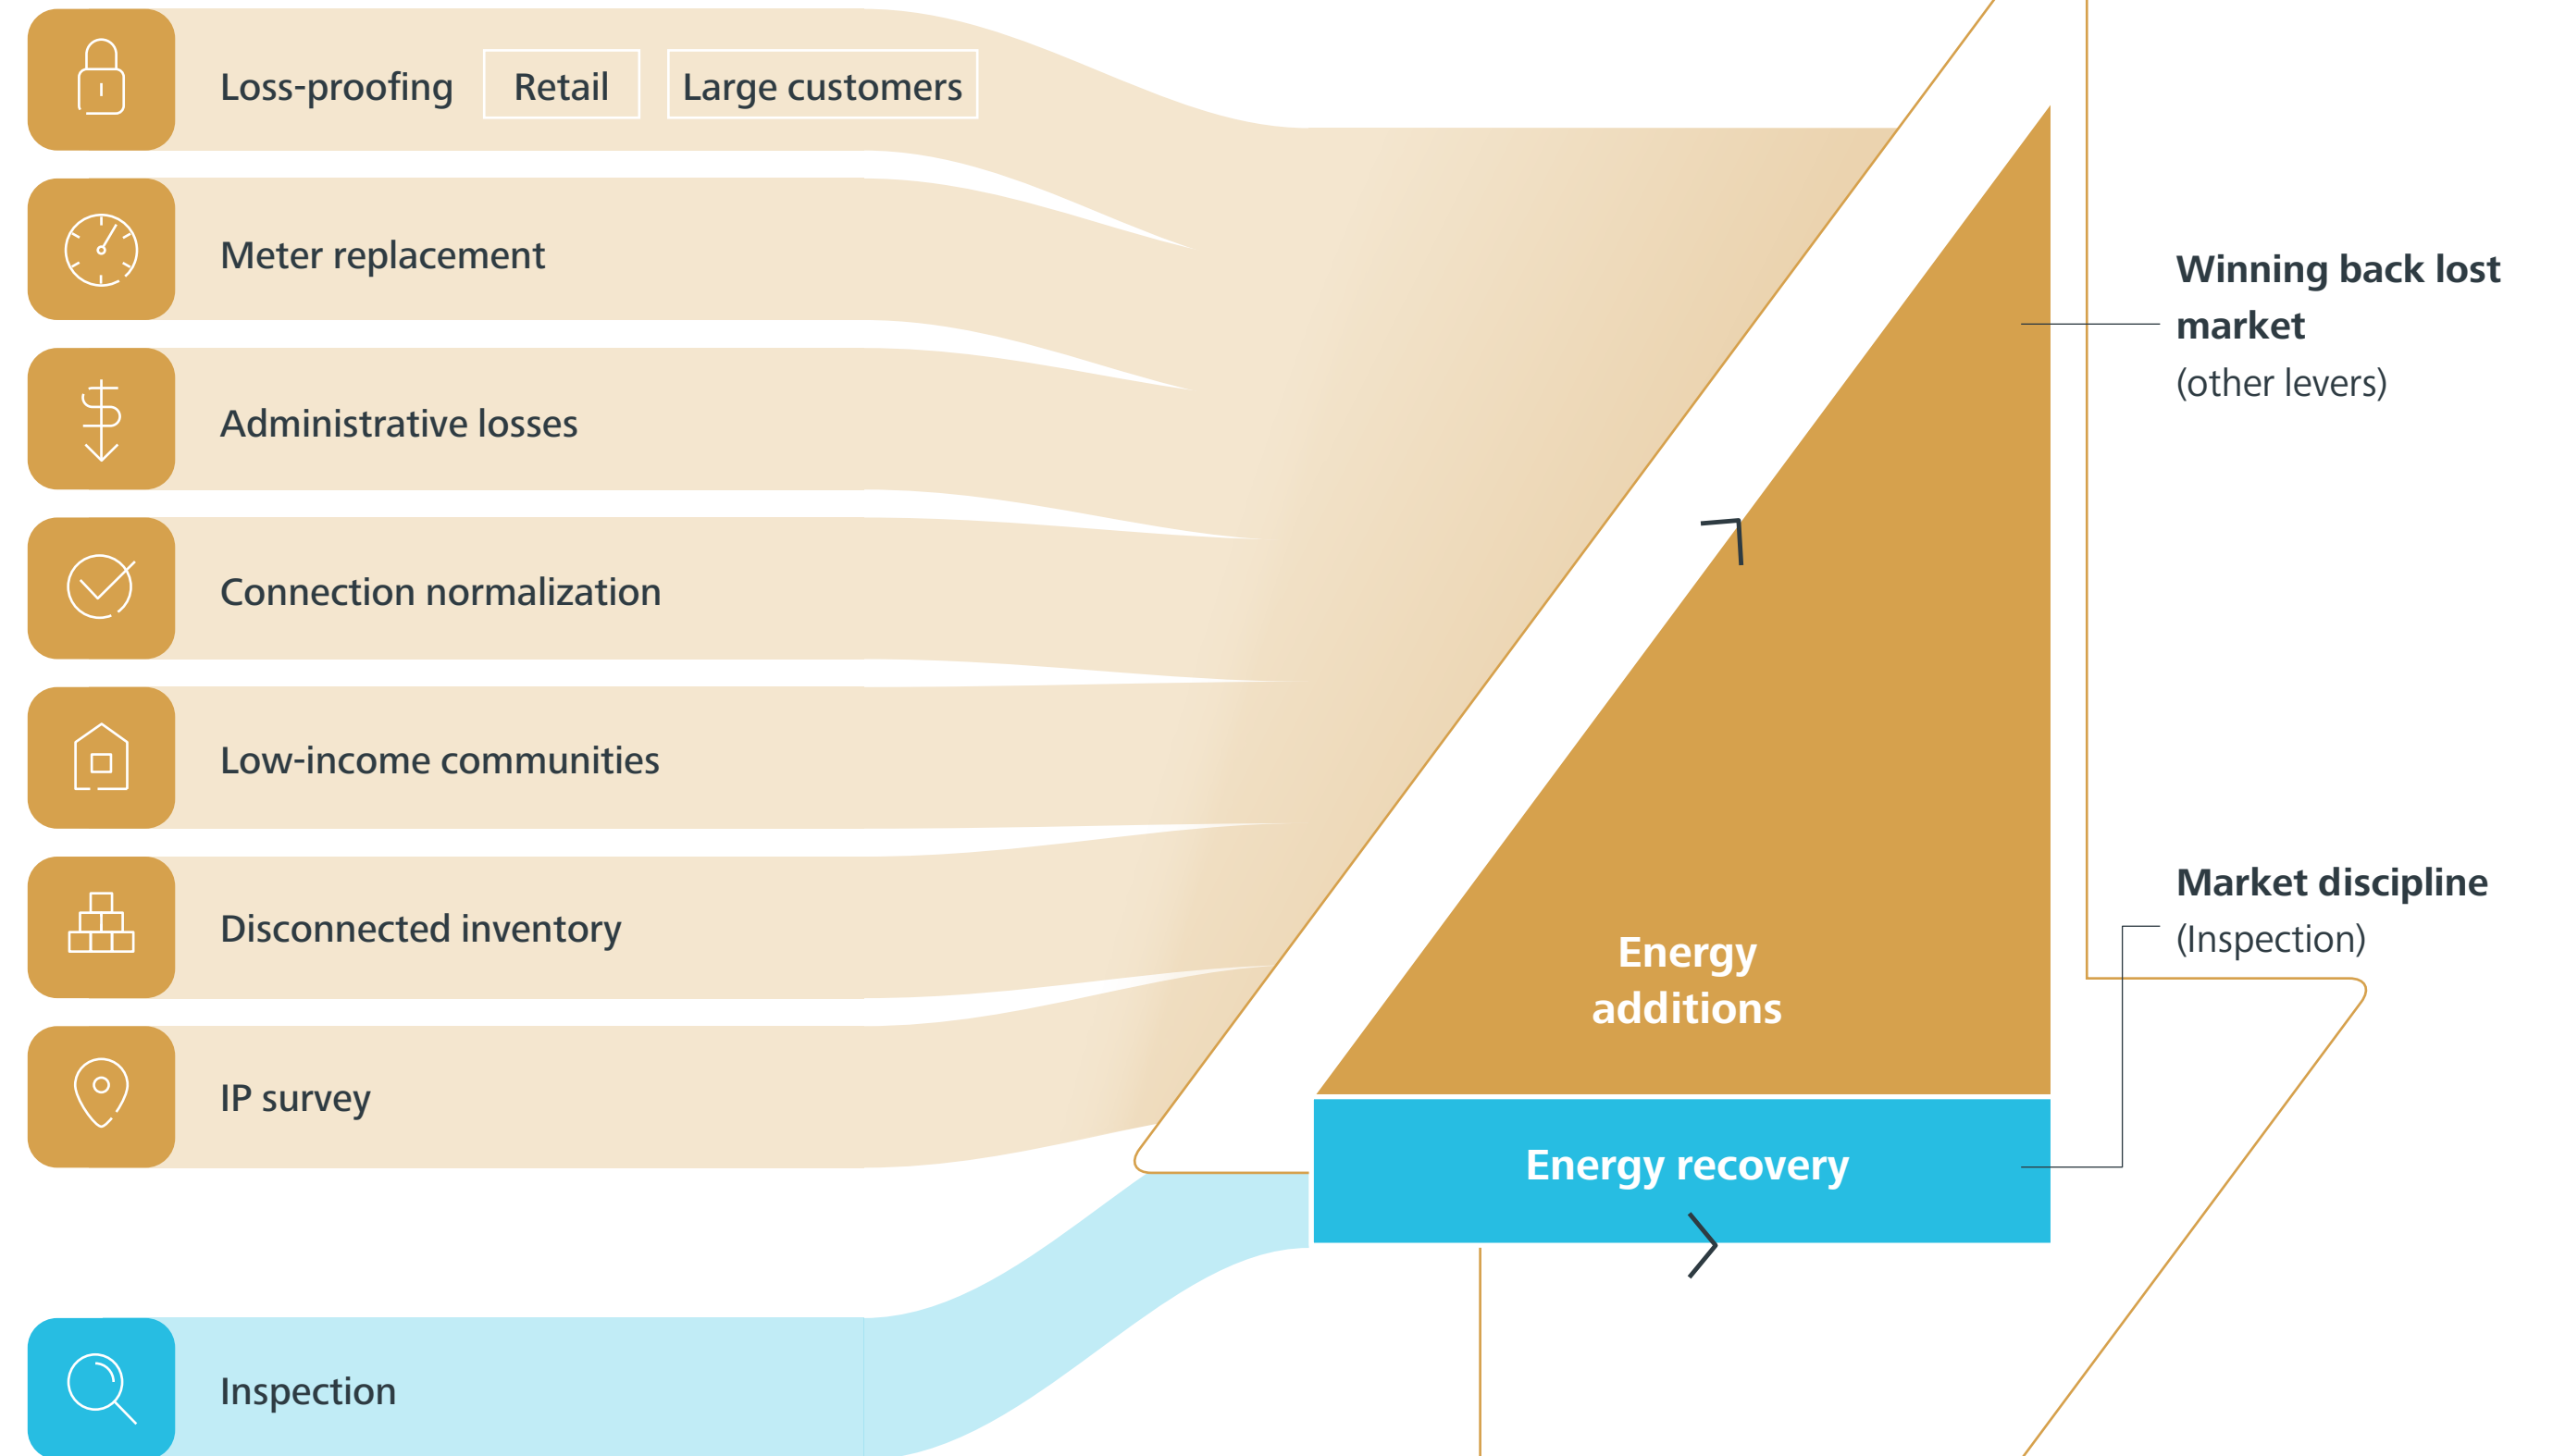 Loss-proofing Retail Large customers
Meter replacement
Administrative losses
Connection normalization
Low-income communities
Disconnected inventory
IP survey
Inspection
Energy
additions
Energy recovery
Winning back lost
market
(other levers)
Market discipline
(Inspection)